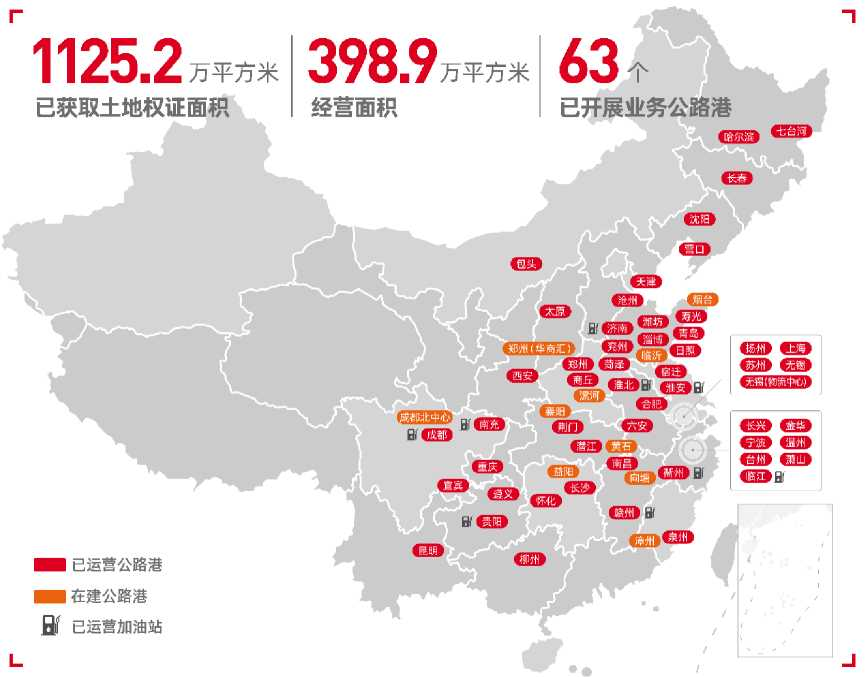 1125.2 万平方米
已获取土地权证面积
398.9 万平方米
经营面积
63 个
已开展业务公路港
哈尔滨
七台河
长春
沈阳
营口
包头
天津
沧州
烟台
太原
寿光
潍坊
济南
青岛
淄博
兖州
郑州(华商汇)
日照
临沂
郑州
菏泽
宿迁
西安
商丘
淮北
淮安
漯河
合肥
襄阳
成都北中心
南充
荆门
六安
成都
潜江
黄石
南昌
重庆
益阳
衢州
向塘
宜宾
长沙
遵义
怀化
赣州
贵阳
泉州
漳州
昆明
柳州
扬州
上海
苏州
无锡
无锡(物流中心)
长兴
金华
宁波
温州
台州
萧山
临江
已运营公路港
在建公路港
已运营加油站